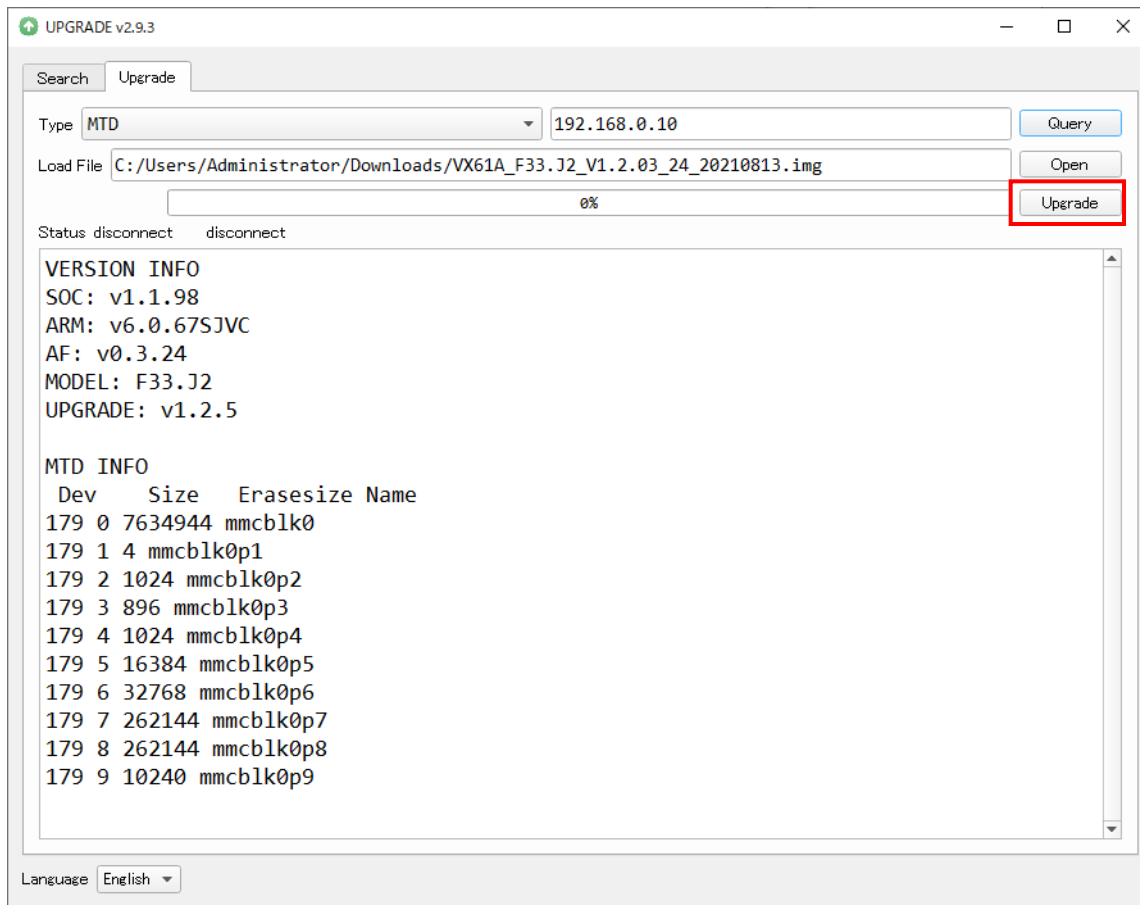 UPGRADE v2.9.3
Search Upgrade
Type MTD 192.168.0.10 Query
Load File C:/Users/Administrator/Downloads/VX61A_F33.J2_V1.2.03_24_20210813.img Open
0% Upgrade
Status disconnect disconnect
VERSION INFO
SOC: v1.1.98
ARM: v6.0.67SJVC
AF: v0.3.24
MODEL: F33.J2
UPGRADE: v1.2.5
MTD INFO
Dev Size Erasesize Name
179 0 7634944 mmcblk0
179 1 4 mmcblk0p1
179 2 1024 mmcblk0p2
179 3 896 mmcblk0p3
179 4 1024 mmcblk0p4
179 5 16384 mmcblk0p5
179 6 32768 mmcblk0p6
179 7 262144 mmcblk0p7
179 8 262144 mmcblk0p8
179 9 10240 mmcblk0p9
Language English